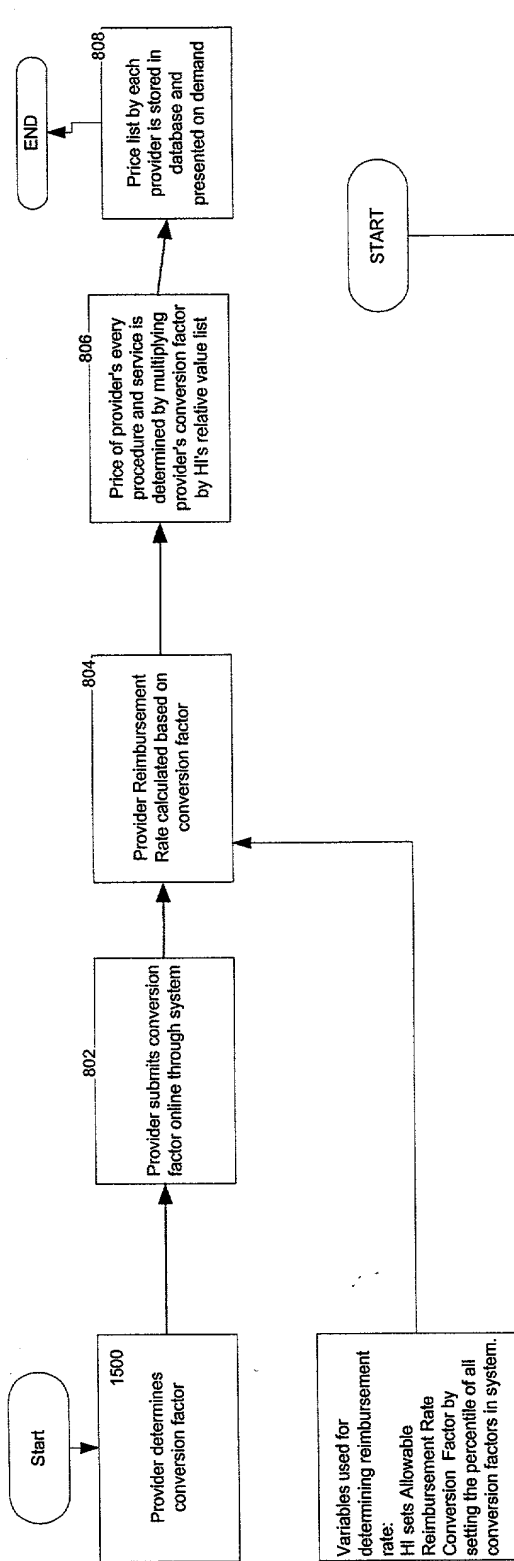 Start
1500
Provider determines
conversion factor
802
Provider submits conversion
factor online through system
804
Provider Reimbursement
Rate calculated based on
conversion factor
806
Price of provider's every
procedure and service is
determined by multiplying
provider's conversion factor
by HI's relative value list
808
Price list by each
provider is stored in
database and
presented on demand
END
Variables used for
determining reimbursement
rate:
HI sets Allowable
Reimbursement Rate
Conversion Factor by
setting the percentile of all
conversion factors in system.
START